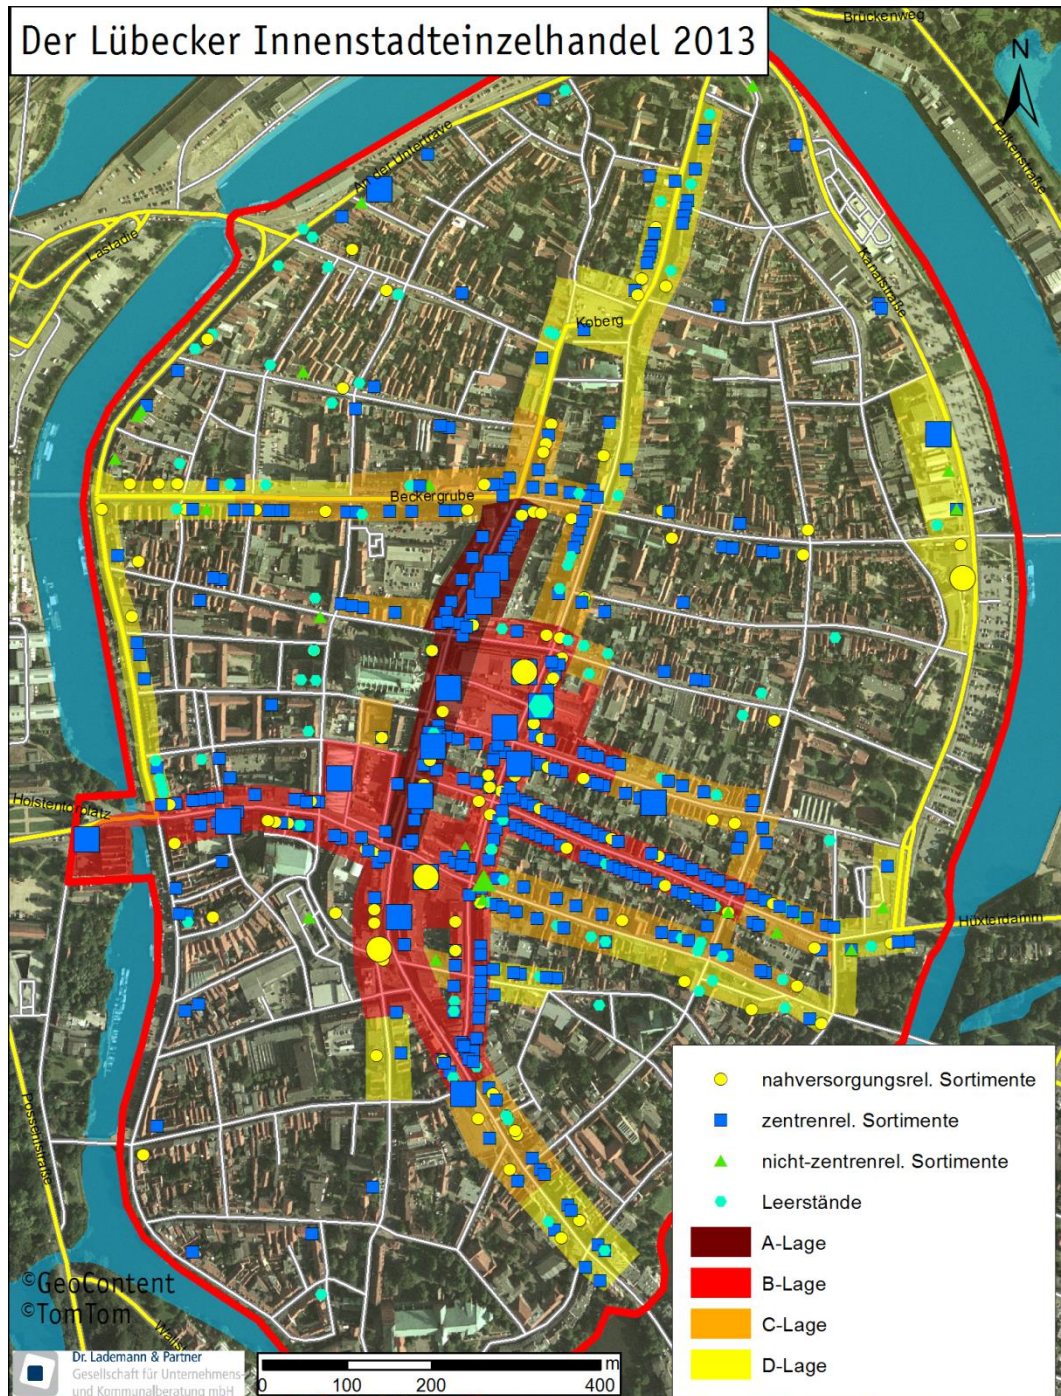 Der Lübecker Innenstadteinzelhandel 2013
Brückenweg
N
Falkenstraße
An der Untertrave
Lastadie
Kanalstraße
Koberg
Beckergrube
Holstentorplatz
Hüxterdamm
Possehlstraße
nahversorgungsrel. Sortimente
zentrenrel. Sortimente
nicht-zentrenrel. Sortimente
Leerstände
A-Lage
B-Lage
C-Lage
D-Lage
©GeoContent
©TomTom
Dr. Lademann & Partner
Gesellschaft für Unternehmens-
und Kommunalberatung mbH
m
0 100 200 400